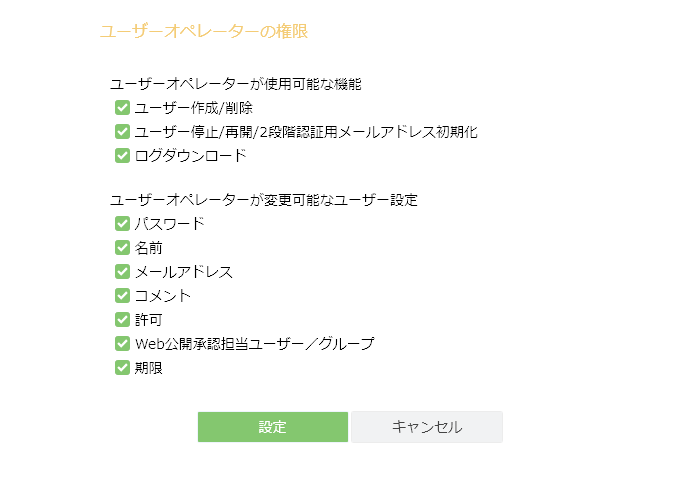 ユーザーオペレーターの権限
ユーザーオペレーターが使用可能な機能
ユーザー作成/削除
ユーザー停止/再開/2段階認証用メールアドレス初期化
ログダウンロード
ユーザーオペレーターが変更可能なユーザー設定
パスワード
名前
メールアドレス
コメント
許可
Web公開承認担当ユーザー／グループ
期限
設定 キャンセル